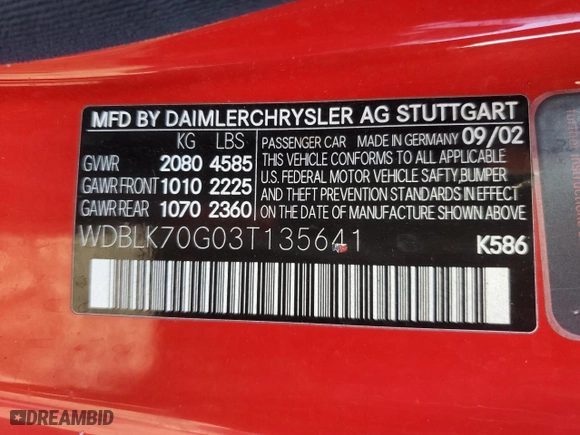 MFD BY DAIMLERCHRYSLER AG STUTTGART
KG LBS
GVWR 2080 4585
GAWR FRONT 1010 2225
GAWR REAR 1070 2360
PASSENGER CAR MADE IN GERMANY 09/02
THIS VEHICLE CONFORMS TO ALL APPLICABLE
U.S. FEDERAL MOTOR VEHICLE SAFTY,BUMPER
AND THEFT PREVENTION STANDARDS IN EFFECT
ON DATE OF MANUFACTURE SHOWN ABOVE
WDBLK70G03T135641
K586
DREAMBID